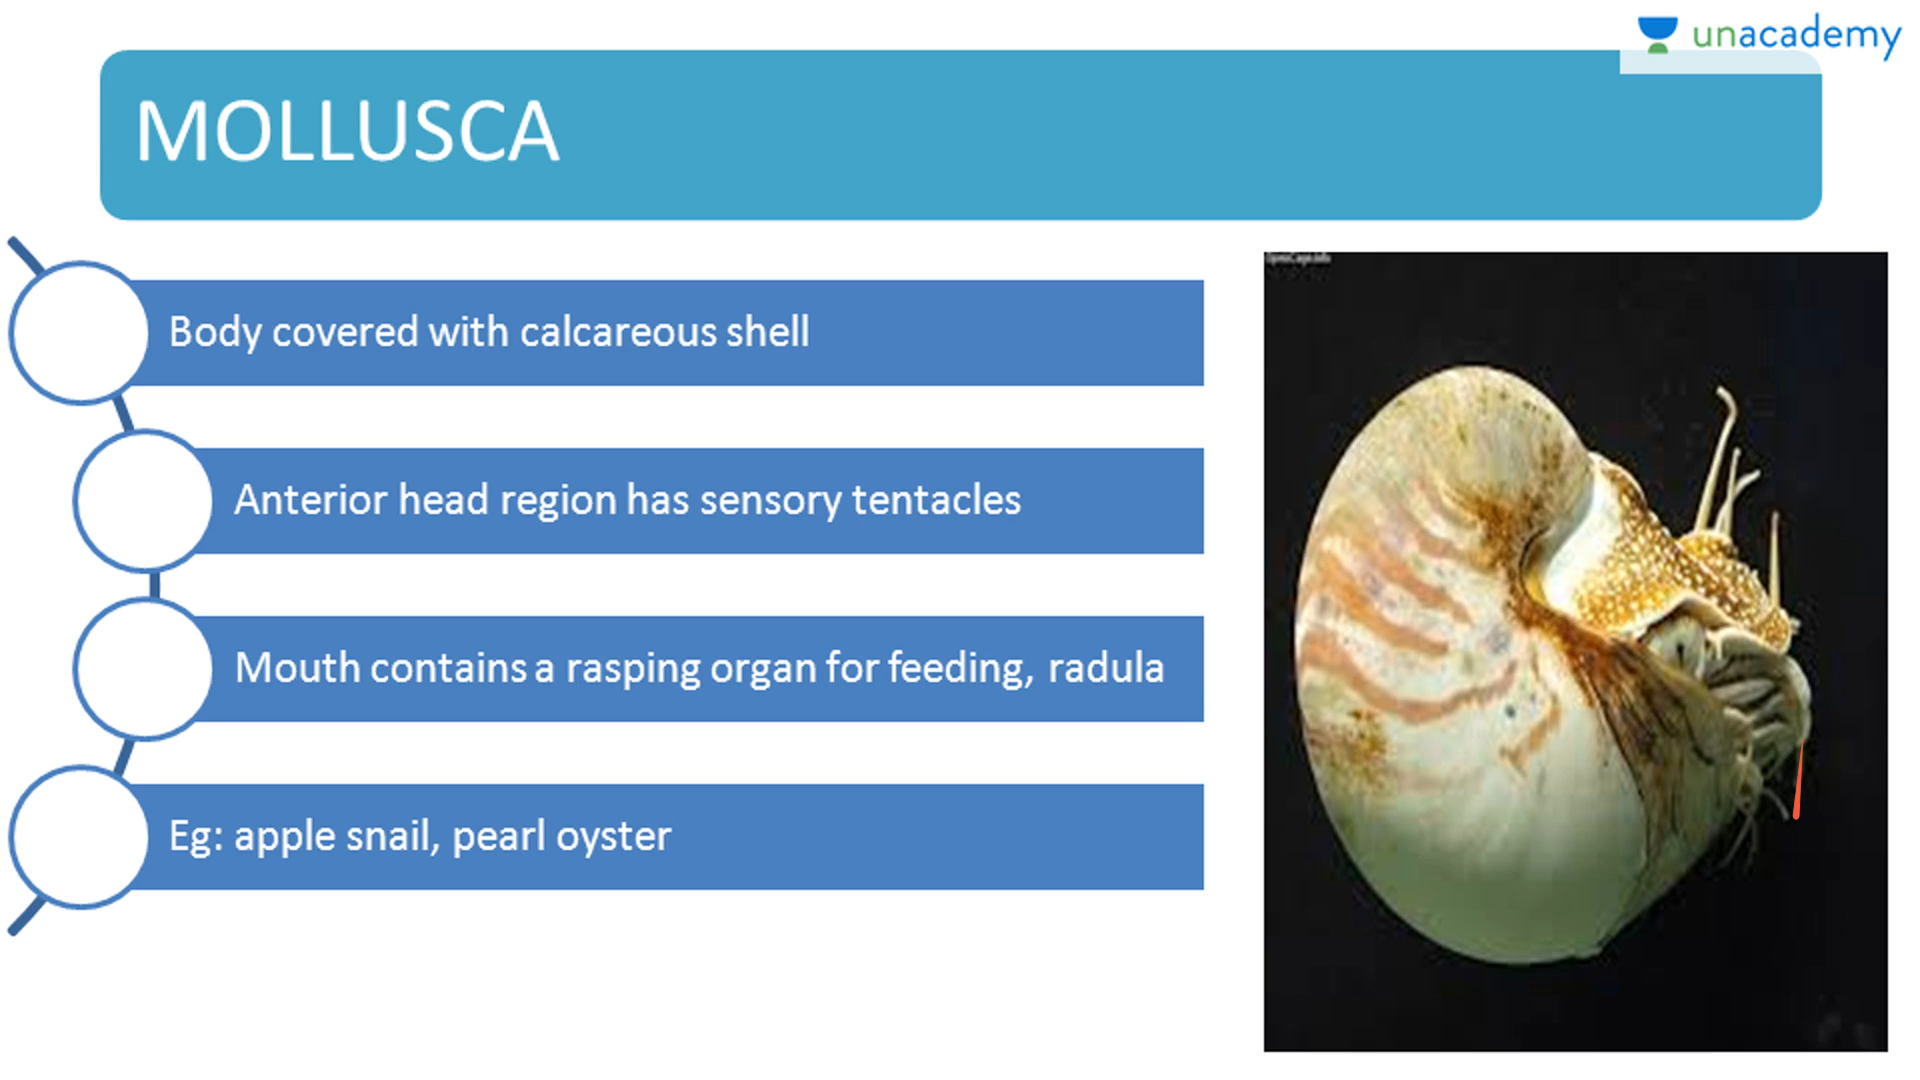 unacademy
MOLLUSCA
Body covered with calcareous shell
Anterior head region has sensory tentacles
Mouth contains a rasping organ for feeding, radula
Eg: apple snail, pearl oyster